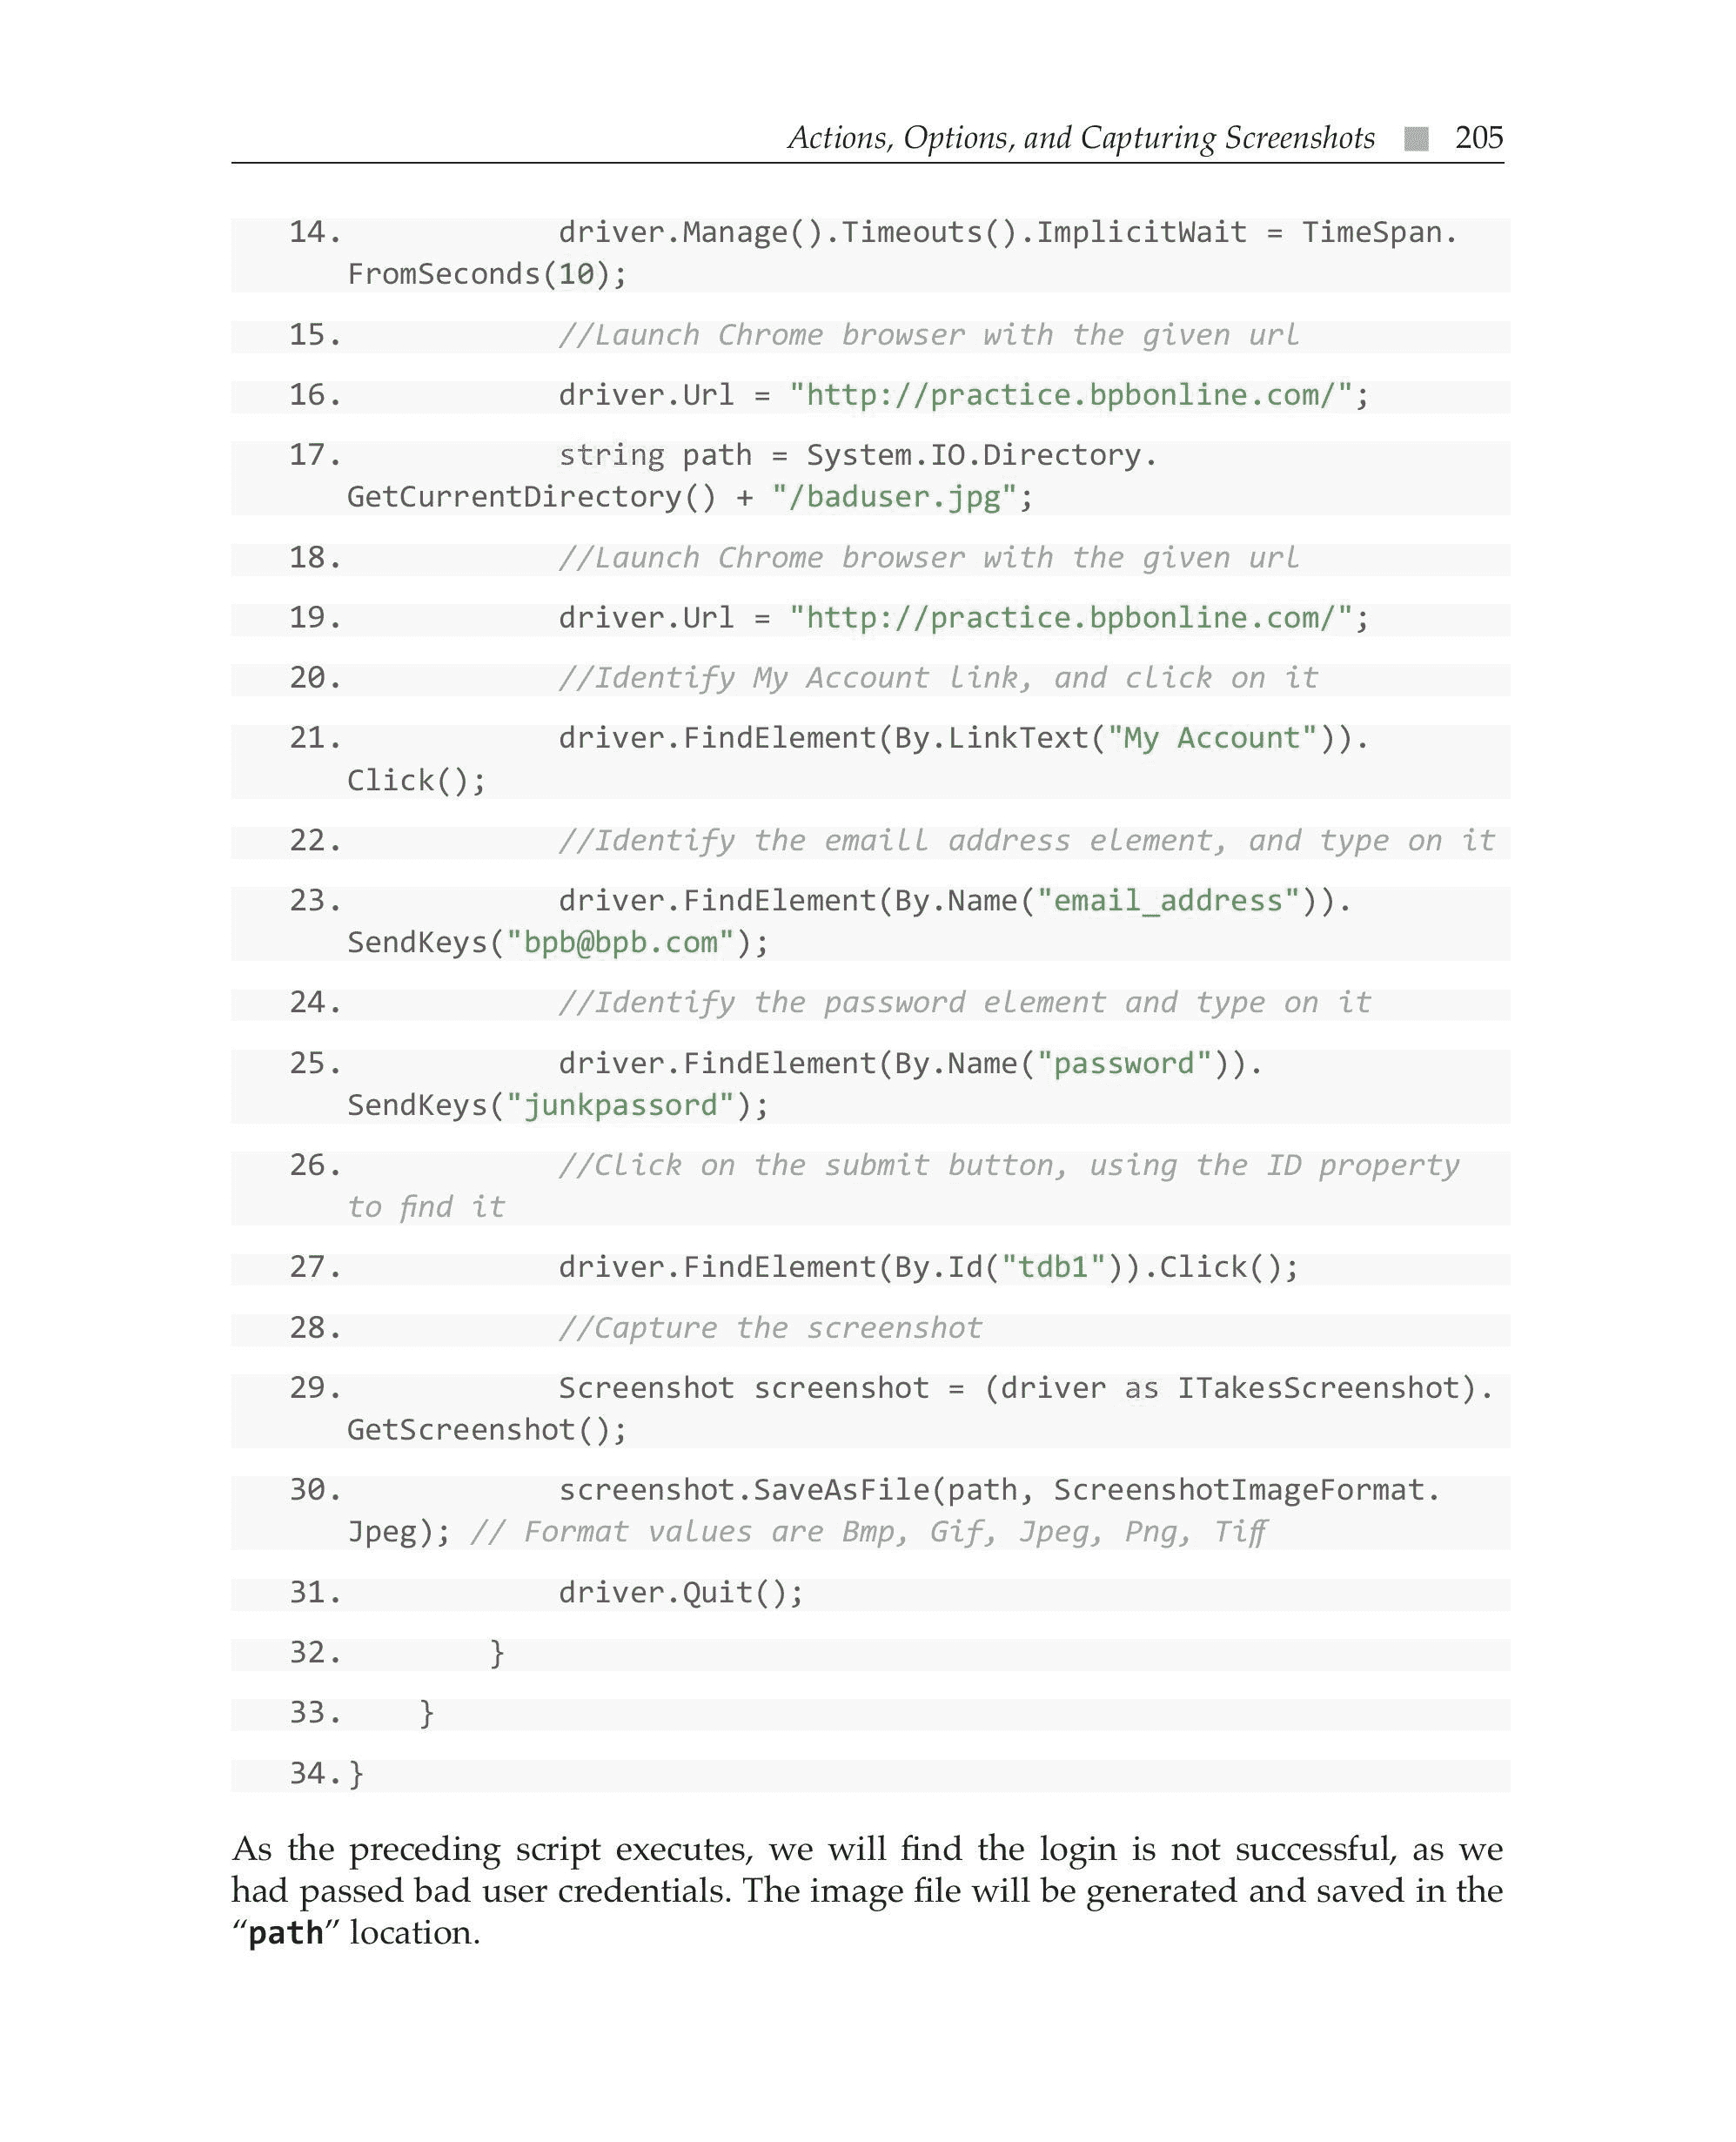 Actions, Options, and Capturing Screenshots 205
14. driver.Manage().Timeouts().ImplicitWait = TimeSpan.
FromSeconds(10);
15. //Launch Chrome browser with the given url
16. driver.Url = "http://practice.bpbonline.com/";
17. string path = System.IO.Directory.
GetCurrentDirectory() + "/baduser.jpg";
18. //Launch Chrome browser with the given url
19. driver.Url = "http://practice.bpbonline.com/";
20. //Identify My Account link, and click on it
21. driver.FindElement(By.LinkText("My Account")).
Click();
22. //Identify the emaill address element, and type on it
23. driver.FindElement(By.Name("email_address")).
SendKeys("bpb@bpb.com");
24. //Identify the password element and type on it
25. driver.FindElement(By.Name("password")).
SendKeys("junkpassord");
26. //Click on the submit button, using the ID property
to find it
27. driver.FindElement(By.Id("tdb1")).Click();
28. //Capture the screenshot
29. Screenshot screenshot = (driver as ITakesScreenshot).
GetScreenshot();
30. screenshot.SaveAsFile(path, ScreenshotImageFormat.
Jpeg); // Format values are Bmp, Gif, Jpeg, Png, Tiff
31. driver.Quit();
32. }
33. }
34. }
As the preceding script executes, we will find the login is not successful, as we
had passed bad user credentials. The image file will be generated and saved in the
“path” location.